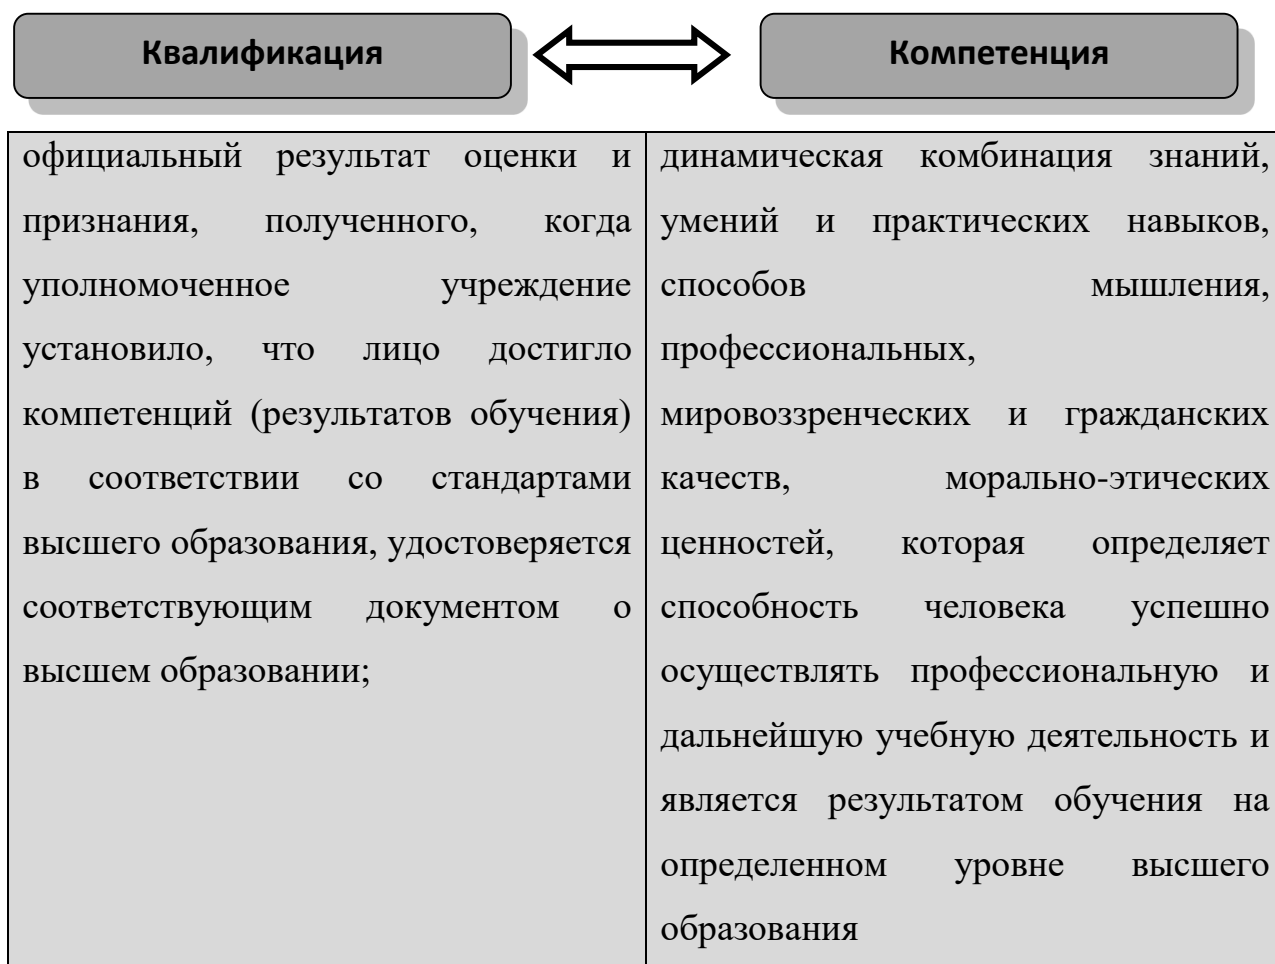 Квалификация
Компетенция
официальный результат оценки и
признания, полученного, когда
уполномоченное учреждение
установило, что лицо достигло
компетенций (результатов обучения)
в соответствии со стандартами
высшего образования, удостоверяется
соответствующим документом о
высшем образовании;
динамическая комбинация знаний,
умений и практических навыков,
способов мышления,
профессиональных,
мировоззренческих и гражданских
качеств, морально-этических
ценностей, которая определяет
способность человека успешно
осуществлять профессиональную и
дальнейшую учебную деятельность и
является результатом обучения на
определенном уровне высшего
образования